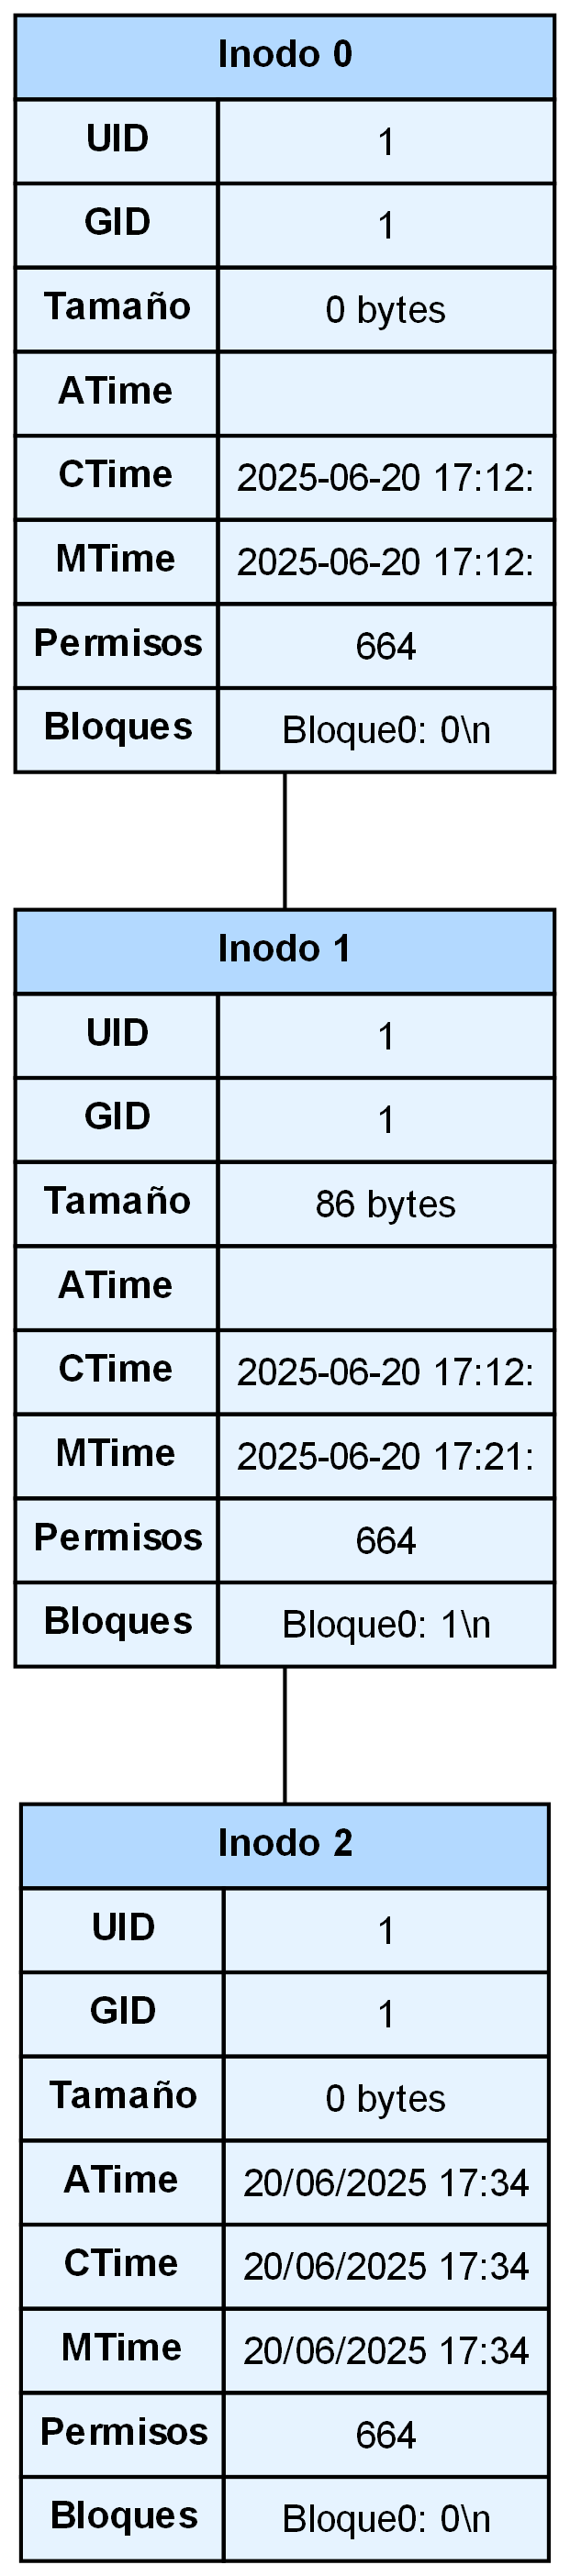 Inodo 0
UID 1
GID 1
Tamaño 0 bytes
ATime
CTime 2025-06-20 17:12:
MTime 2025-06-20 17:12:
Permisos 664
Bloques Bloque0: 0\n
Inodo 1
UID 1
GID 1
Tamaño 86 bytes
ATime
CTime 2025-06-20 17:12:
MTime 2025-06-20 17:21:
Permisos 664
Bloques Bloque0: 1\n
Inodo 2
UID 1
GID 1
Tamaño 0 bytes
ATime 20/06/2025 17:34
CTime 20/06/2025 17:34
MTime 20/06/2025 17:34
Permisos 664
Bloques Bloque0: 0\n